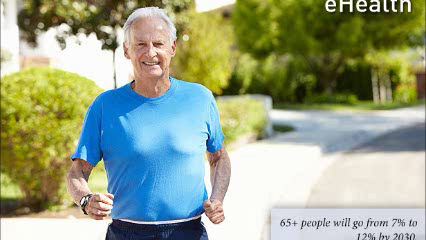 eHealth
65+ people will go from 7% to
12% by 2030.